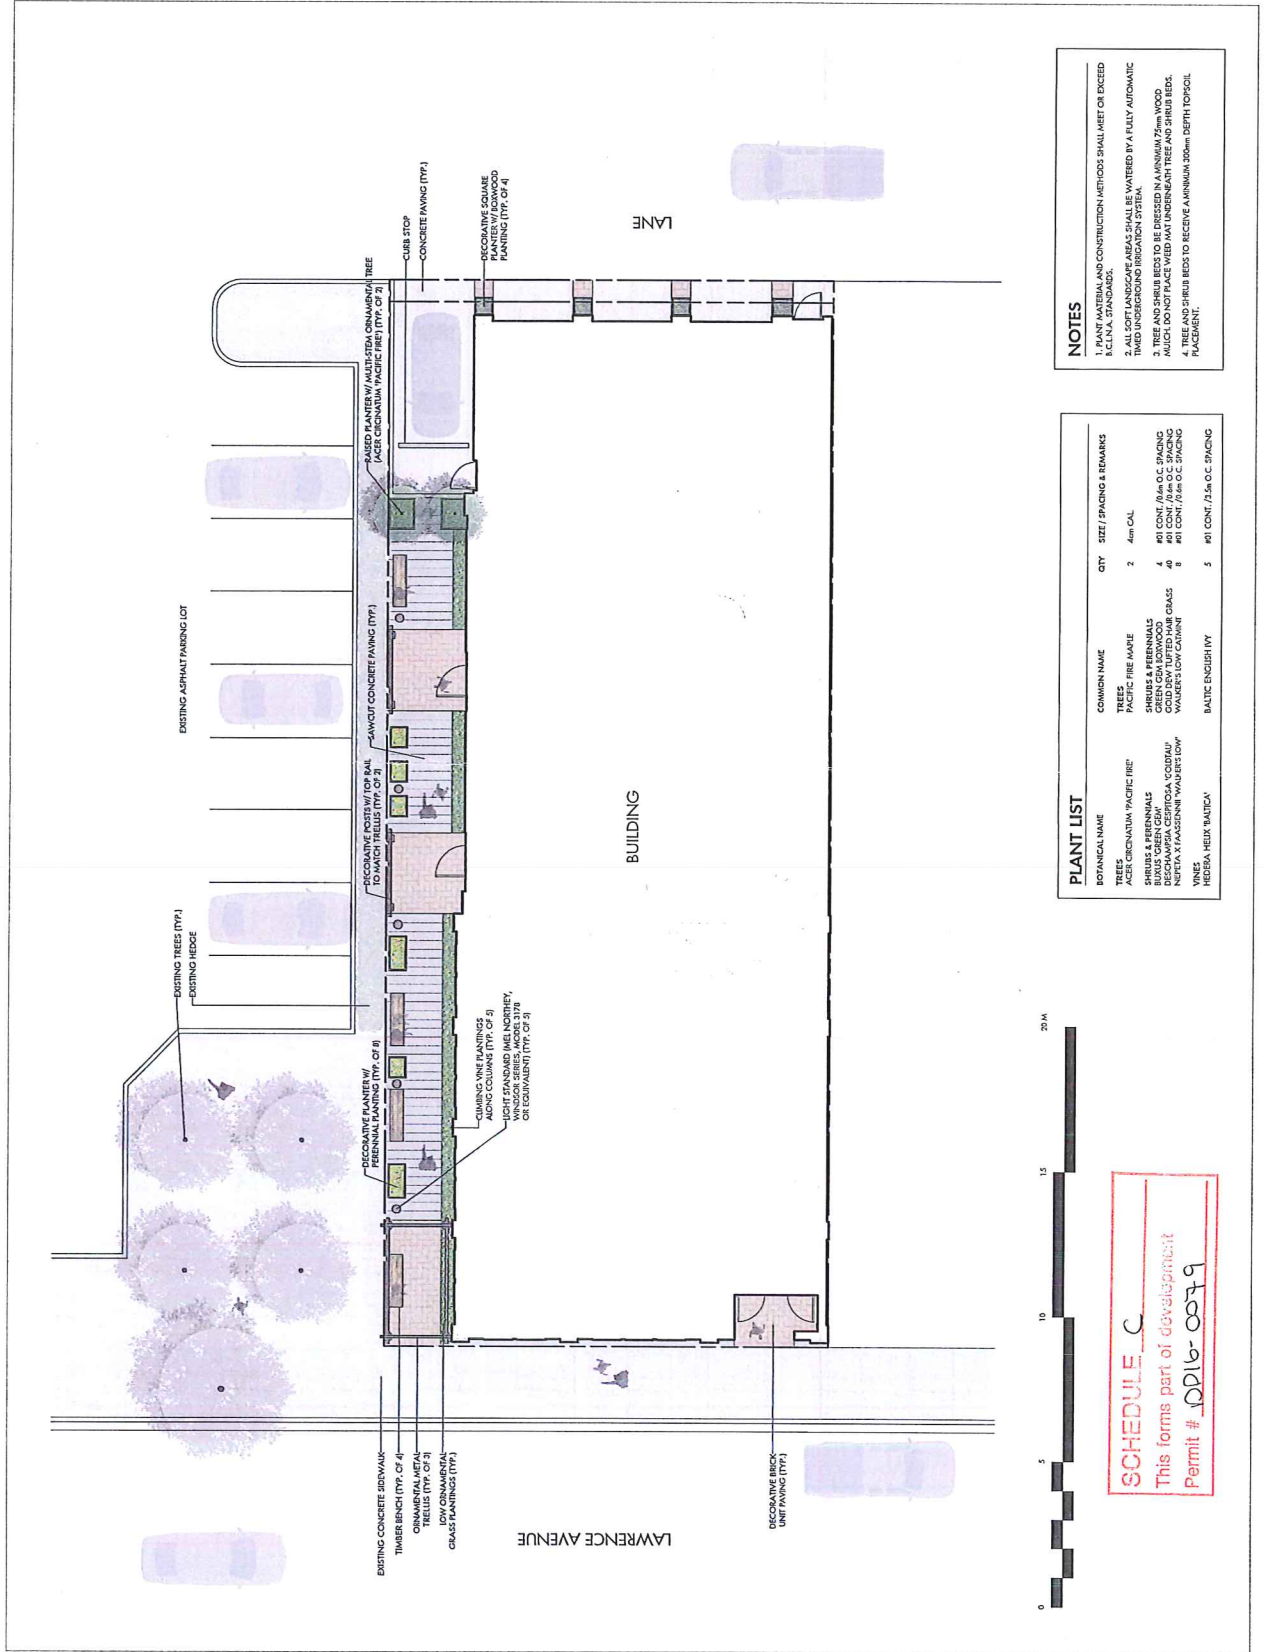 EXISTING ASPHALT PARKING LOT
EXISTING TREES (TYP.)
EXISTING HEDGE
DECORATIVE PLANTER W/
PERENNIAL PLANTING (TYP. OF 8)
DECORATIVE POSTS W/ TOP RAIL
TO MATCH TRELLIS (TYP. OF 2)
SAWCUT CONCRETE PAVING (TYP.)
RAISED PLANTER W/ MULTI-STEM ORNAMENTAL TREE
(ACER CIRCINATUM 'PACIFIC FIRE') (TYP. OF 2)
CURB STOP
CONCRETE PAVING (TYP.)
DECORATIVE SQUARE
PLANTER W/ BOXWOOD
PLANTING (TYP. OF 4)
LANE
CLIMBING VINE PLANTINGS
ALONG COLUMNS (TYP. OF 5)
LIGHT STANDARD (MEL NORTHEY,
WINDSOR SERIES, MODEL 3178
OR EQUIVALENT) (TYP. OF 5)
BUILDING
EXISTING CONCRETE SIDEWALK
TIMBER BENCH (TYP. OF 4)
ORNAMENTAL METAL
TRELLIS (TYP. OF 3)
LOW ORNAMENTAL
GRASS PLANTINGS (TYP.)
LAWRENCE AVENUE
DECORATIVE BRICK
UNIT PAVING (TYP.)
0 5 10 15 20 M
SCHEDULE C
This forms part of development
Permit # DP16-0079
PLANT LIST
BOTANICAL NAME COMMON NAME QTY SIZE / SPACING & REMARKS
TREES TREES
ACER CIRCINATUM 'PACIFIC FIRE' PACIFIC FIRE MAPLE 2 4cm CAL
SHRUBS & PERENNIALS SHRUBS & PERENNIALS
BUXUS 'GREEN GEM' GREEN GEM BOXWOOD 4 #01 CONT. /0.6m O.C. SPACING
DESCHAMPSIA CESPITOSA 'GOLDTAU' GOLD DEW TUFTED HAIR GRASS 40 #01 CONT. /0.6m O.C. SPACING
NEPETA X FAASSENNII 'WALKER'S LOW' WALKER'S LOW CATMINT 8 #01 CONT. /0.6m O.C. SPACING
VINES
HEDERA HELIX 'BALTICA' BALTIC ENGLISH IVY 5 #01 CONT. /3.5m O.C. SPACING
NOTES
1. PLANT MATERIAL AND CONSTRUCTION METHODS SHALL MEET OR EXCEED
B.C.L.N.A. STANDARDS.
2. ALL SOFT LANDSCAPE AREAS SHALL BE WATERED BY A FULLY AUTOMATIC
TIMED UNDERGROUND IRRIGATION SYSTEM.
3. TREE AND SHRUB BEDS TO BE DRESSED IN A MINIMUM 75mm WOOD
MULCH. DO NOT PLACE WEED MAT UNDERNEATH TREE AND SHRUB BEDS.
4. TREE AND SHRUB BEDS TO RECEIVE A MINIMUM 300mm DEPTH TOPSOIL
PLACEMENT.